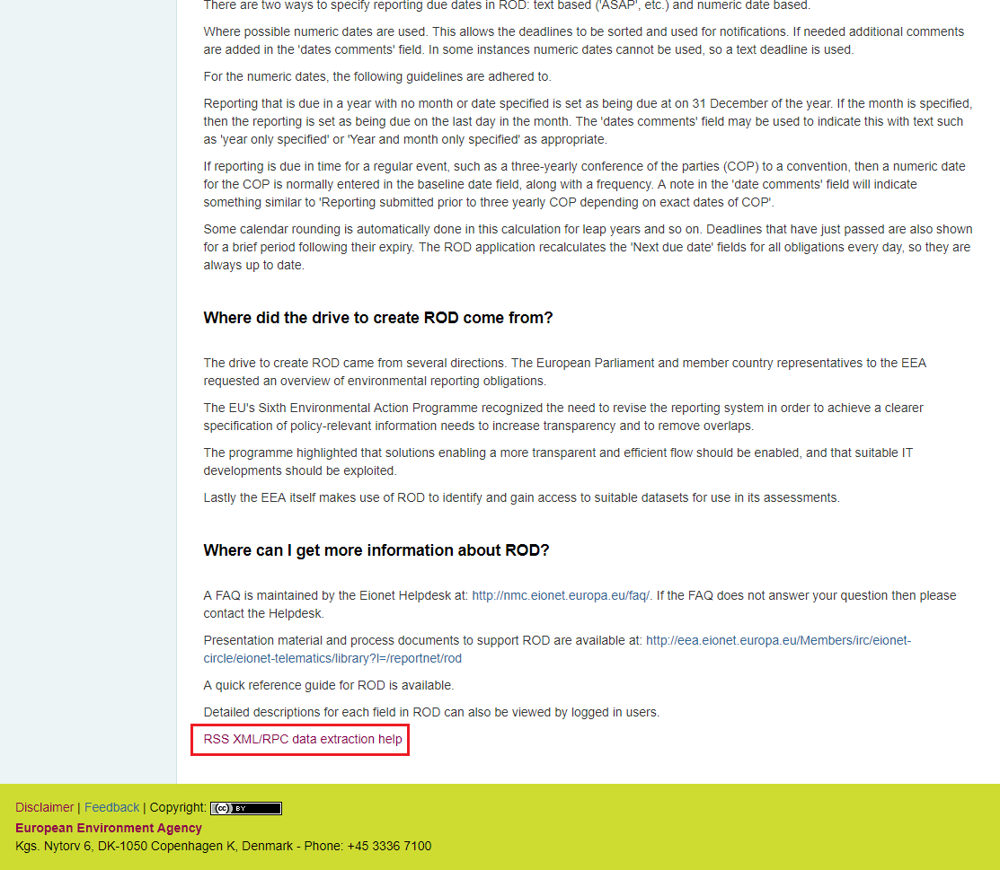 There are two ways to specify reporting due dates in ROD: text based ('ASAP', etc.) and numeric date based.
Where possible numeric dates are used. This allows the deadlines to be sorted and used for notifications. If needed additional comments
are added in the 'dates comments' field. In some instances numeric dates cannot be used, so a text deadline is used.
For the numeric dates, the following guidelines are adhered to.
Reporting that is due in a year with no month or date specified is set as being due at on 31 December of the year. If the month is specified,
then the reporting is set as being due on the last day in the month. The 'dates comments' field may be used to indicate this with text such
as 'year only specified' or 'Year and month only specified' as appropriate.
If reporting is due in time for a regular event, such as a three-yearly conference of the parties (COP) to a convention, then a numeric date
for the COP is normally entered in the baseline date field, along with a frequency. A note in the 'date comments' field will indicate
something similar to 'Reporting submitted prior to three yearly COP depending on exact dates of COP'.
Some calendar rounding is automatically done in this calculation for leap years and so on. Deadlines that have just passed are also shown
for a brief period following their expiry. The ROD application recalculates the 'Next due date' fields for all obligations every day, so they are
always up to date.
Where did the drive to create ROD come from?
The drive to create ROD came from several directions. The European Parliament and member country representatives to the EEA
requested an overview of environmental reporting obligations.
The EU's Sixth Environmental Action Programme recognized the need to revise the reporting system in order to achieve a clearer
specification of policy-relevant information needs to increase transparency and to remove overlaps.
The programme highlighted that solutions enabling a more transparent and efficient flow should be enabled, and that suitable IT
developments should be exploited.
Lastly the EEA itself makes use of ROD to identify and gain access to suitable datasets for use in its assessments.
Where can I get more information about ROD?
A FAQ is maintained by the Eionet Helpdesk at: http://nmc.eionet.europa.eu/faq/. If the FAQ does not answer your question then please
contact the Helpdesk.
Presentation material and process documents to support ROD are available at: http://eea.eionet.europa.eu/Members/irc/eionet-
circle/eionet-telematics/library?l=/reportnet/rod
A quick reference guide for ROD is available.
Detailed descriptions for each field in ROD can also be viewed by logged in users.
RSS XML/RPC data extraction help
Disclaimer | Feedback | Copyright: (cc) BY
European Environment Agency
Kgs. Nytorv 6, DK-1050 Copenhagen K, Denmark - Phone: +45 3336 7100